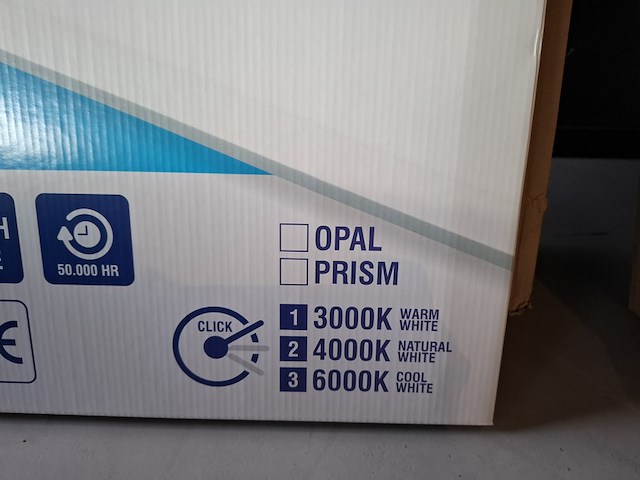 50.000 HR
OPAL
PRISM
CLICK
1 3000K WARM WHITE
2 4000K NATURAL WHITE
3 6000K COOL WHITE